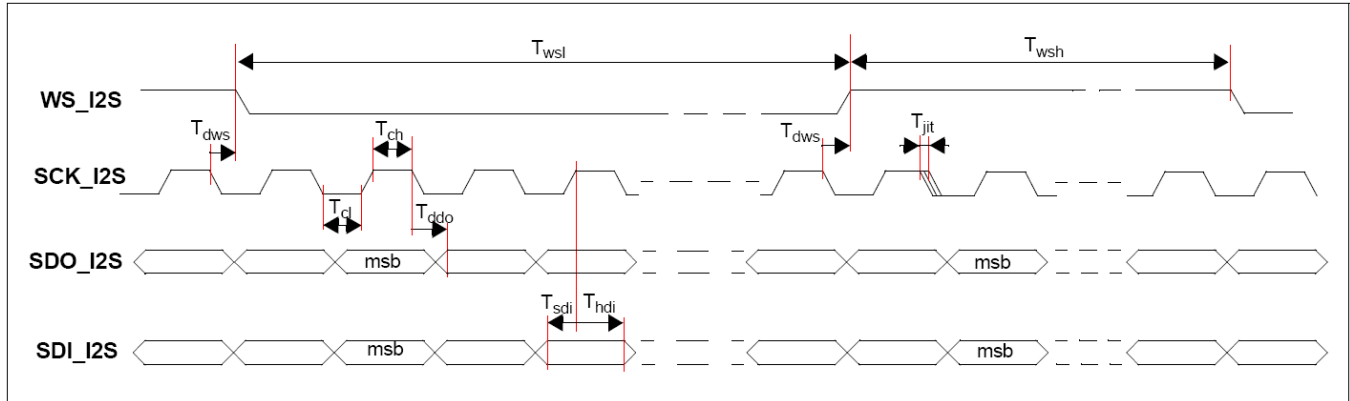 T_wsl T_wsh
WS_I2S
T_dws T_ch T_dws T_jit
SCK_I2S
T_cl T_ddo
SDO_I2S msb msb
T_sdi T_hdi
SDI_I2S msb msb